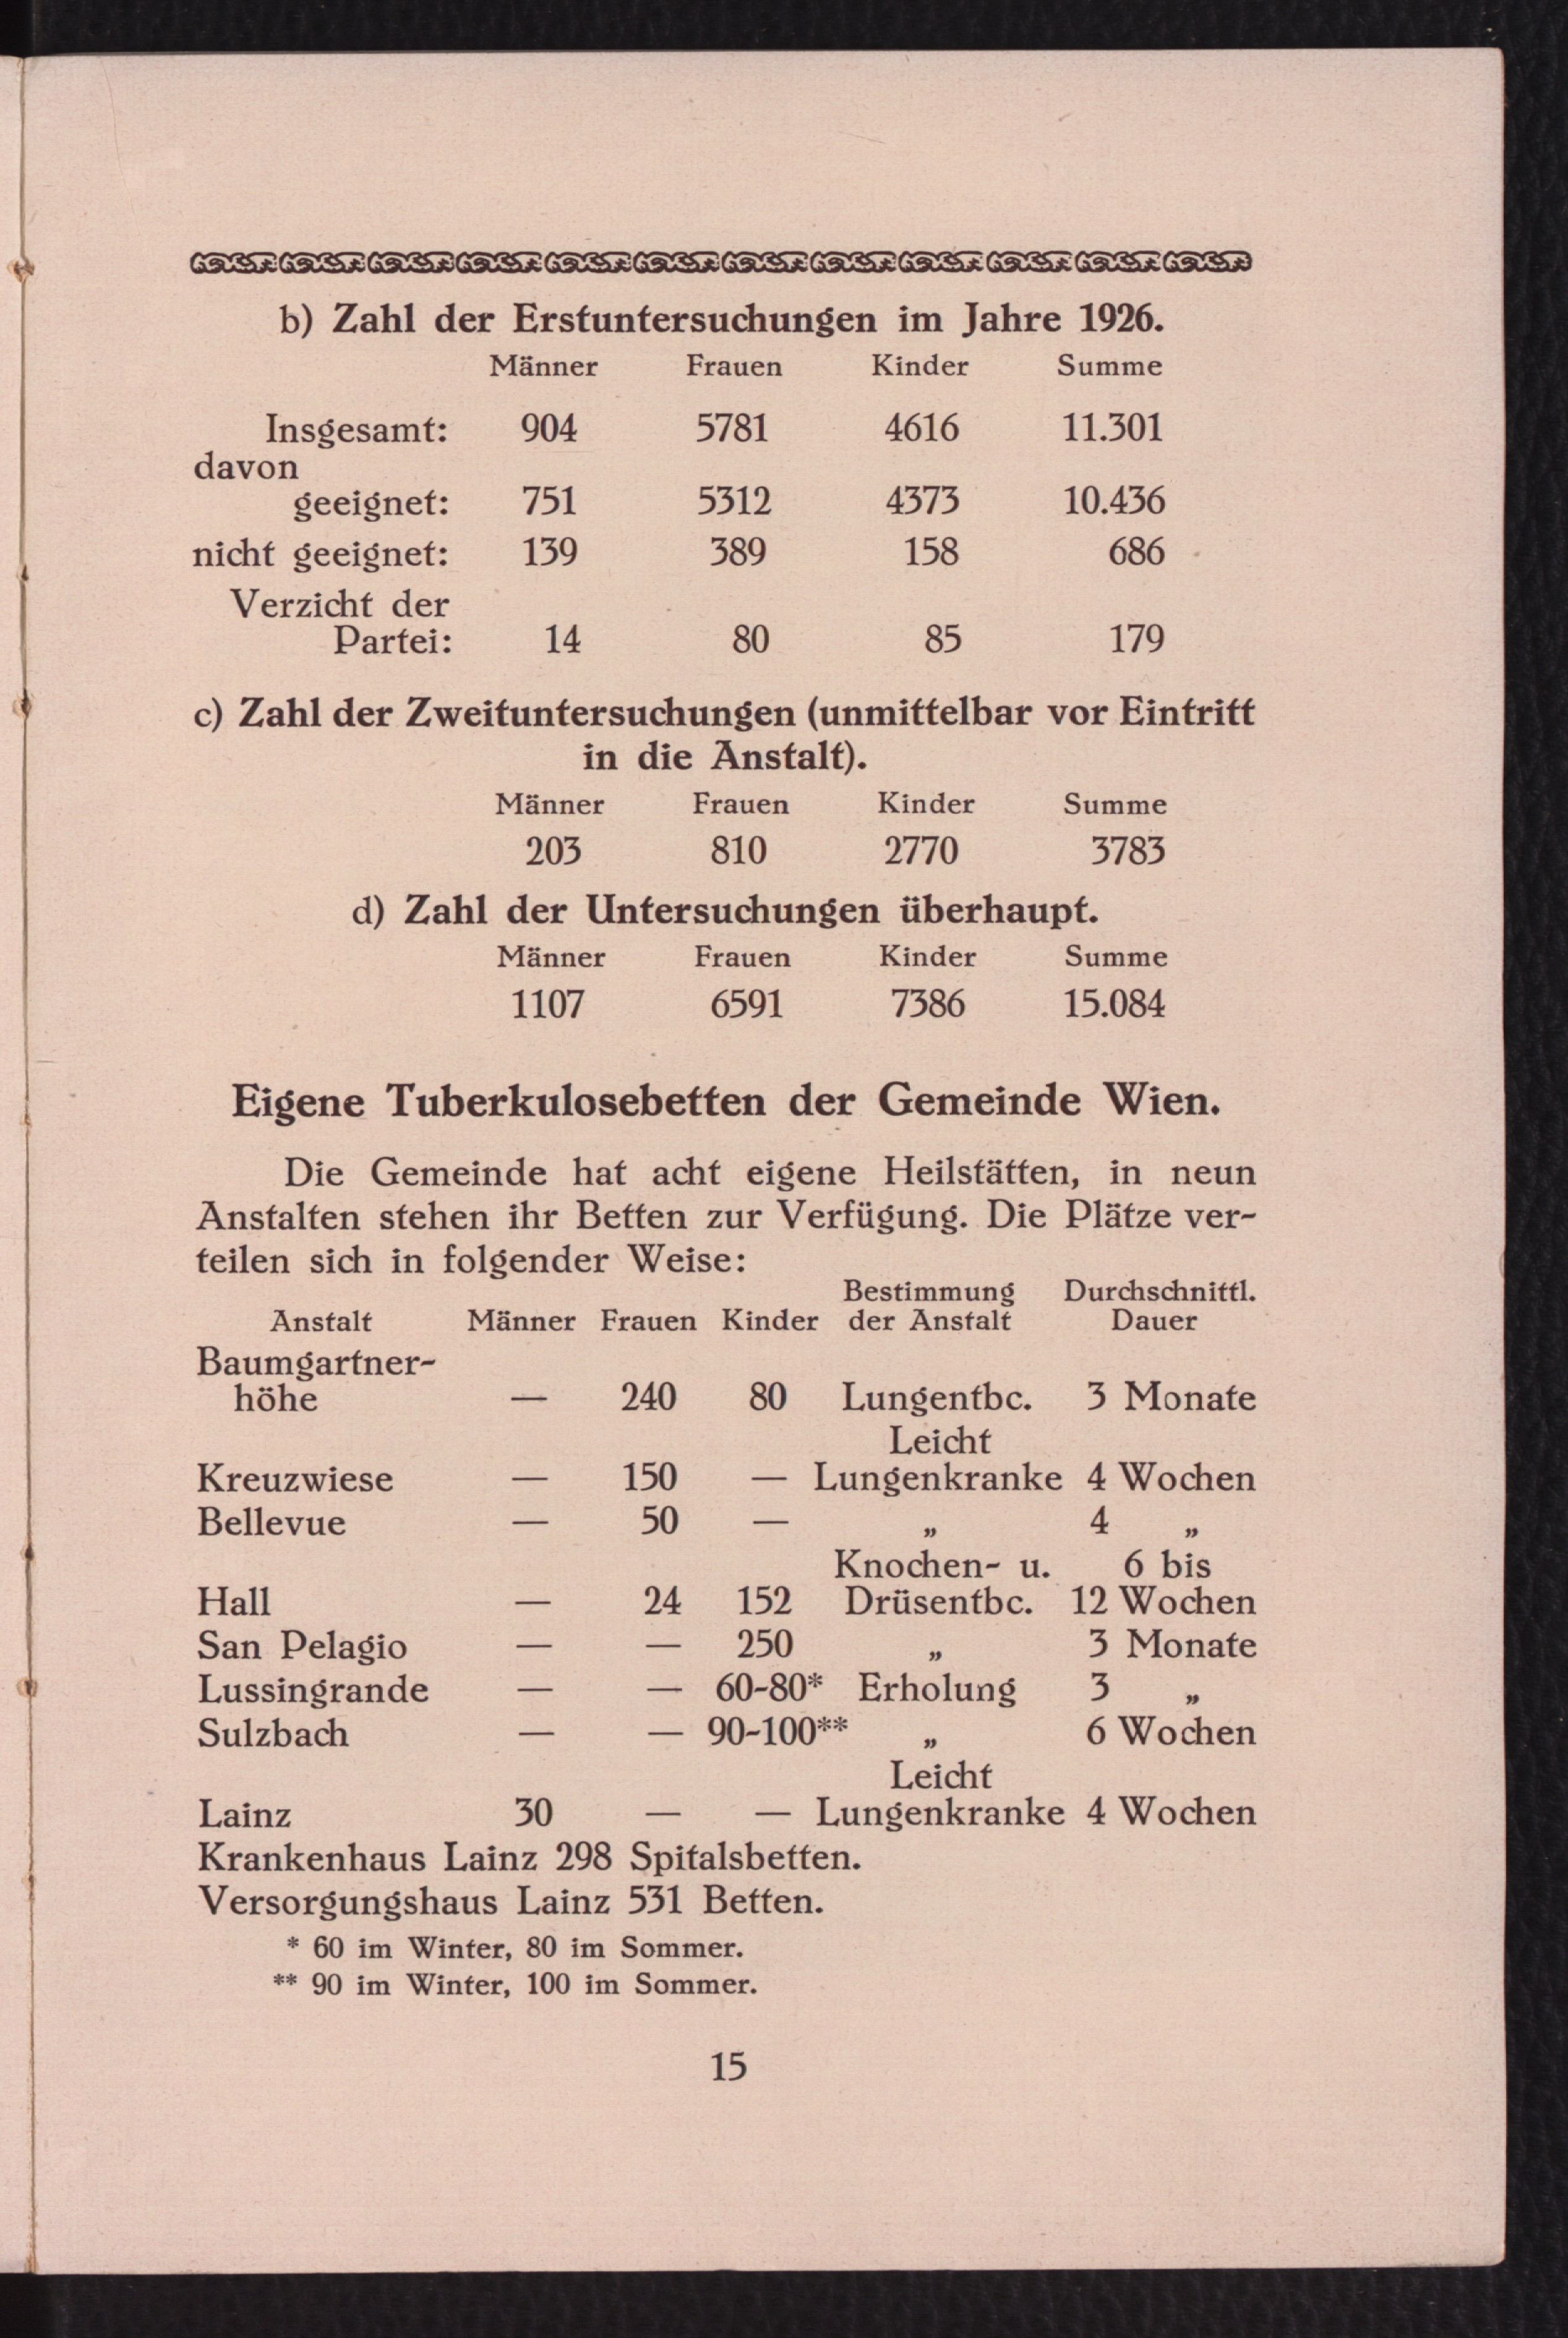 b) Zahl der Erstuntersuchungen im Jahre 1926.
Männer Frauen Kinder Summe
Insgesamt: 904 5781 4616 11.301
davon
geeignet: 751 5312 4373 10.436
nicht geeignet: 139 389 158 686
Verzicht der
Partei: 14 80 85 179
c) Zahl der Zweituntersuchungen (unmittelbar vor Eintritt
in die Anstalt).
Männer Frauen Kinder Summe
203 810 2770 3783
d) Zahl der Untersuchungen überhaupt.
Männer Frauen Kinder Summe
1107 6591 7386 15.084
Eigene Tuberkulosebetten der Gemeinde Wien.
Die Gemeinde hat acht eigene Heilstätten, in neun
Anstalten stehen ihr Betten zur Verfügung. Die Plätze ver-
teilen sich in folgender Weise:
Bestimmung Durchschnittl.
Anstalt Männer Frauen Kinder der Anstalt Dauer
Baumgartner-
höhe — 240 80 Lungentbc. 3 Monate
Leicht
Kreuzwiese — 150 — Lungenkranke 4 Wochen
Bellevue — 50 — „ 4 „
Knochen- u. 6 bis
Hall — 24 152 Drüsentbc. 12 Wochen
San Pelagio — — 250 „ 3 Monate
Lussingrande — — 60-80* Erholung 3 „
Sulzbach — — 90-100** „ 6 Wochen
Leicht
Lainz 30 — — Lungenkranke 4 Wochen
Krankenhaus Lainz 298 Spitalsbetten.
Versorgungshaus Lainz 531 Betten.
* 60 im Winter, 80 im Sommer.
** 90 im Winter, 100 im Sommer.
15